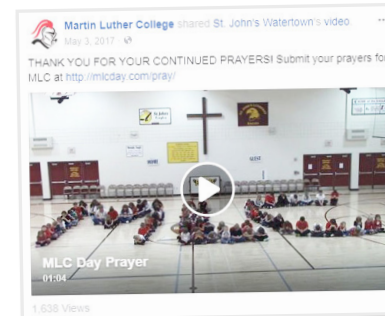 Martin Luther College shared St. John's Watertown's video
May 3, 2017
THANK YOU FOR YOUR CONTINUED PRAYERS! Submit your prayers for
MLC at http://mlcday.com/pray/
HOME
MLC Day Prayer
01:04
1,638 Views